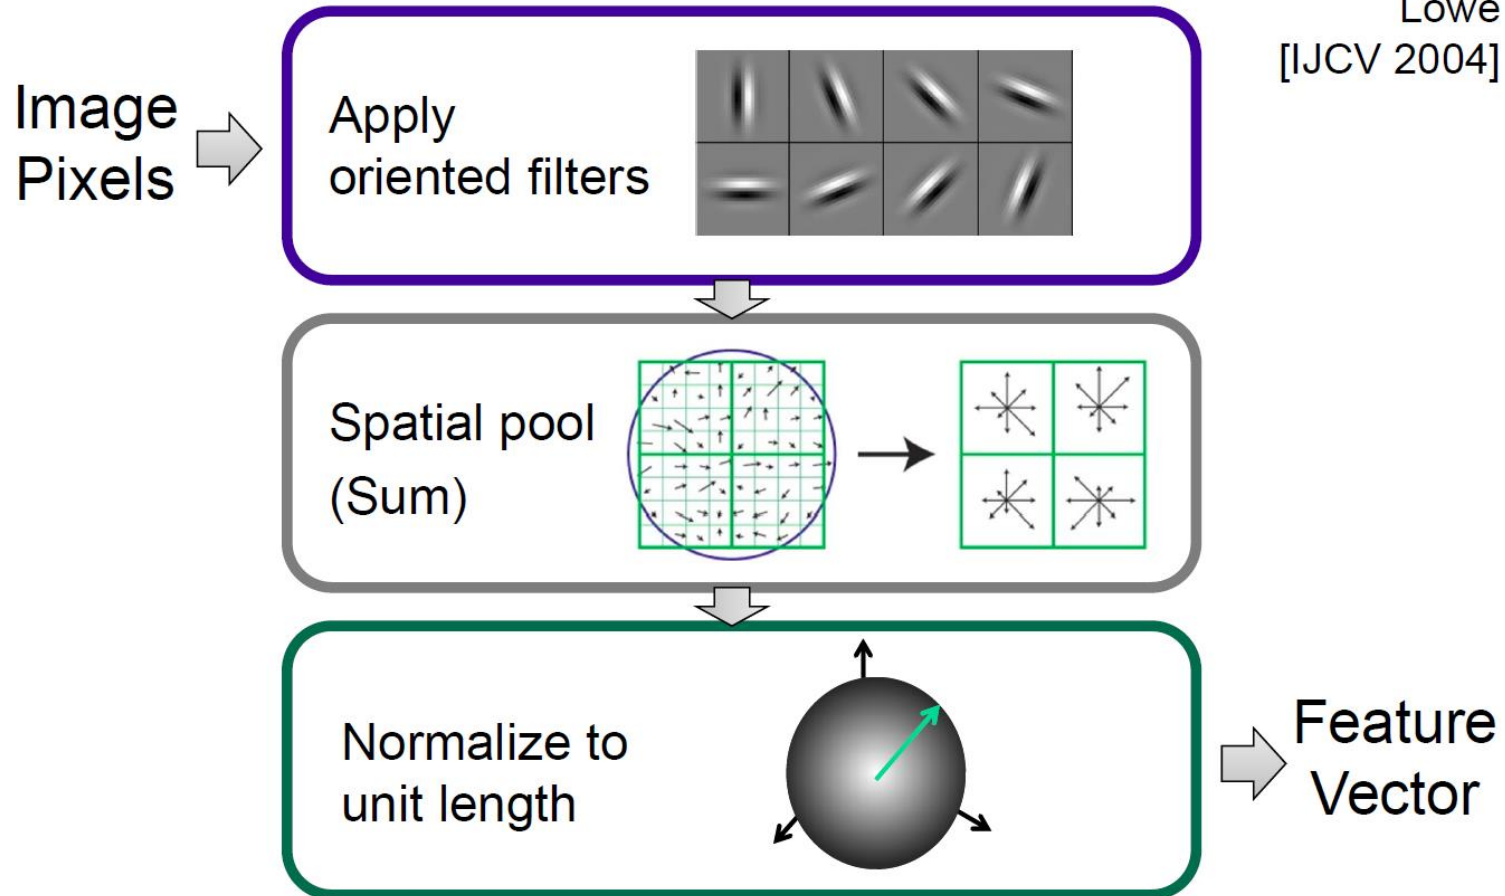 Lowe
[IJCV 2004]
Image
Pixels
Apply
oriented filters
Spatial pool
(Sum)
Normalize to
unit length
Feature
Vector